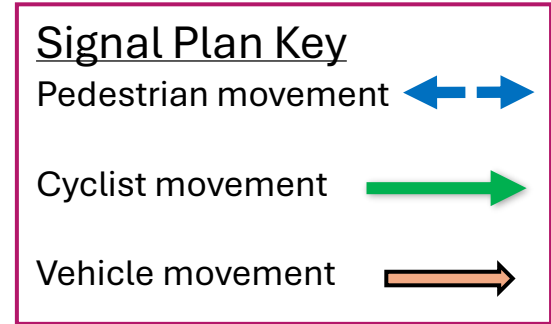 Signal Plan Key
Pedestrian movement
Cyclist movement
Vehicle movement